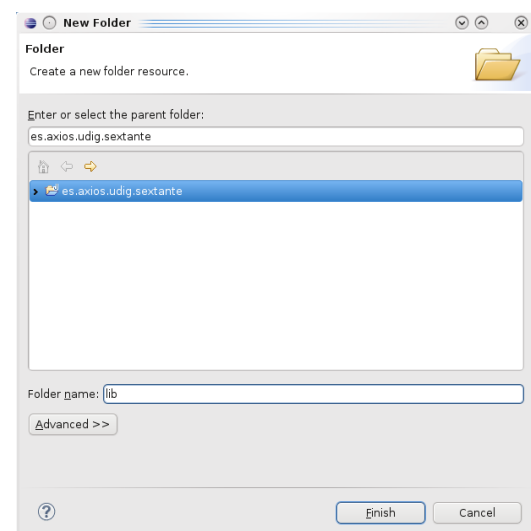 New Folder
Folder
Create a new folder resource.
Enter or select the parent folder:
es.axios.udig.sextante
es.axios.udig.sextante
Folder name: lib
Advanced >>
Finish Cancel